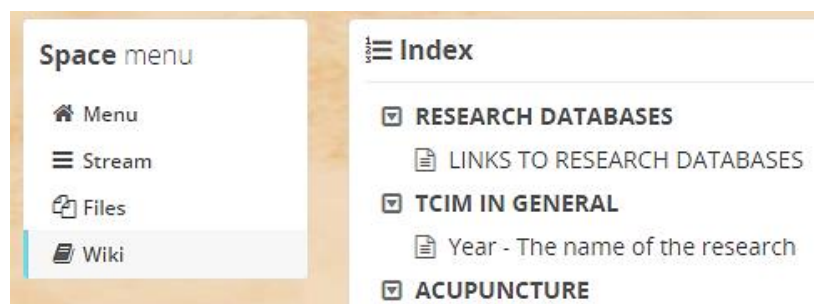 Space menu
Menu
Stream
Files
Wiki
Index
RESEARCH DATABASES
LINKS TO RESEARCH DATABASES
TCIM IN GENERAL
Year - The name of the research
ACUPUNCTURE